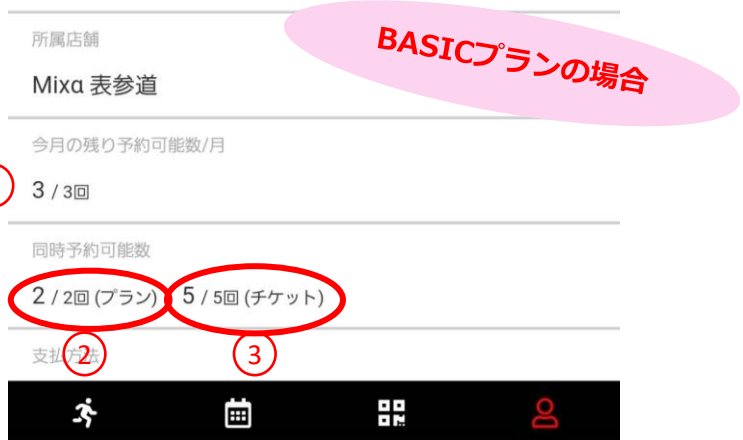 BASICプランの場合
所属店舗
Mixα 表参道
今月の残り予約可能数/月
3 / 3回
同時予約可能数
2 / 2回 (プラン) 5 / 5回 (チケット)
支払方法
② ③